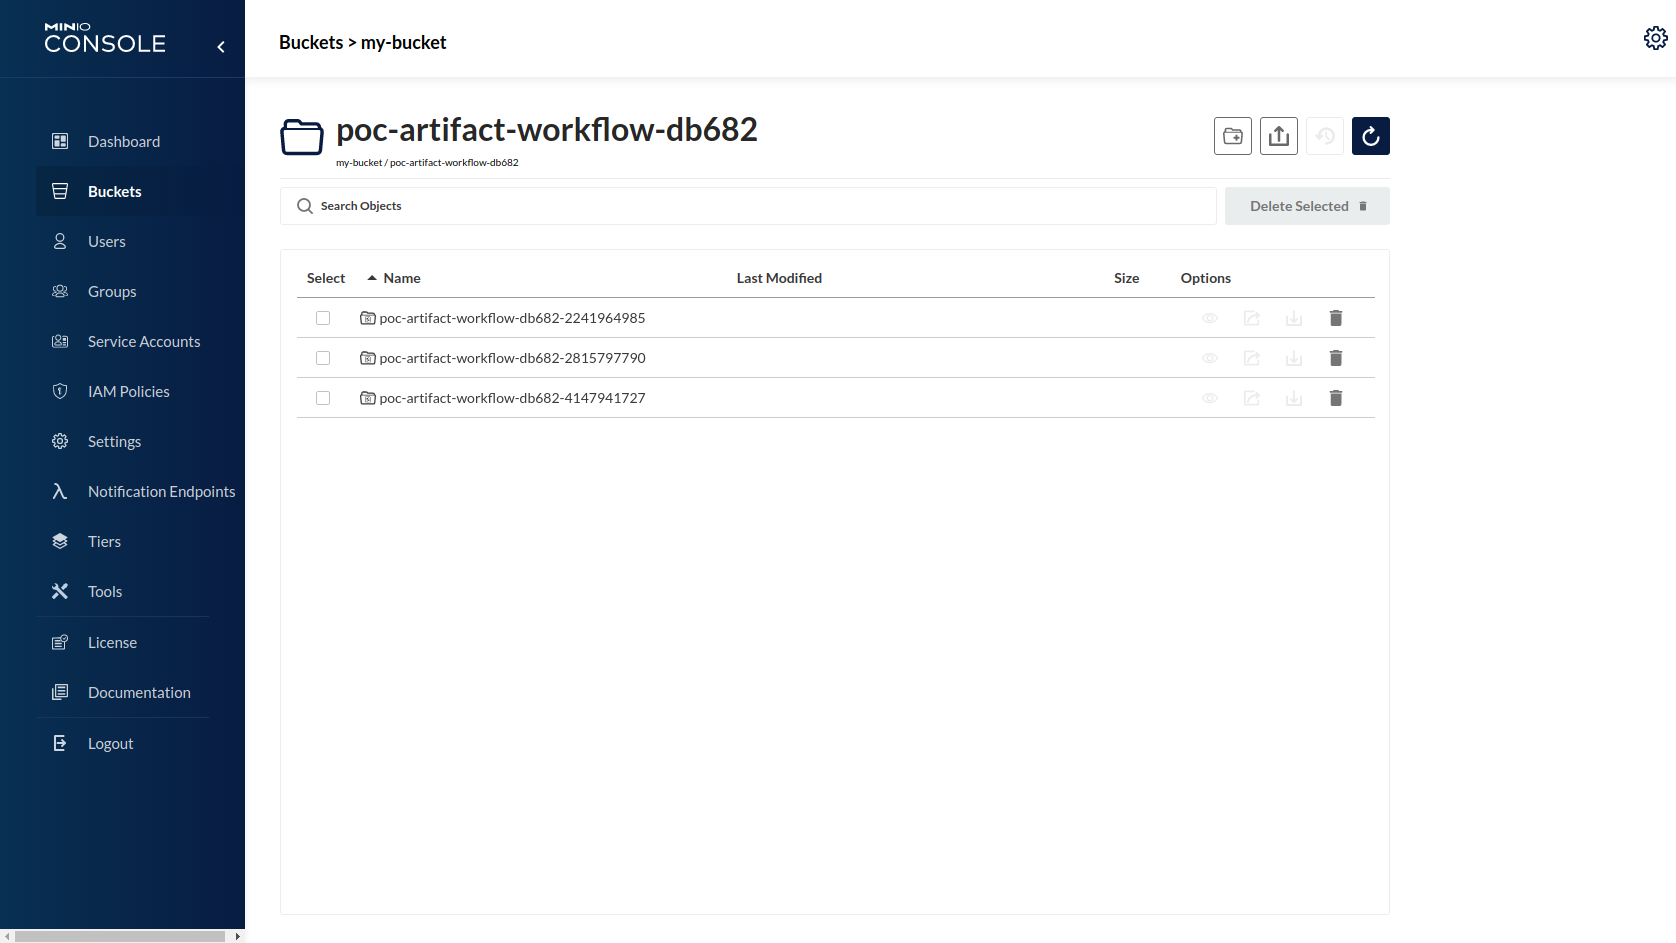 MINIO
CONSOLE
Buckets > my-bucket
Dashboard
Buckets
Users
Groups
Service Accounts
IAM Policies
Settings
Notification Endpoints
Tiers
Tools
License
Documentation
Logout
poc-artifact-workflow-db682
my-bucket / poc-artifact-workflow-db682
Search Objects
Delete Selected
Select Name Last Modified Size Options
poc-artifact-workflow-db682-2241964985
poc-artifact-workflow-db682-2815797790
poc-artifact-workflow-db682-4147941727